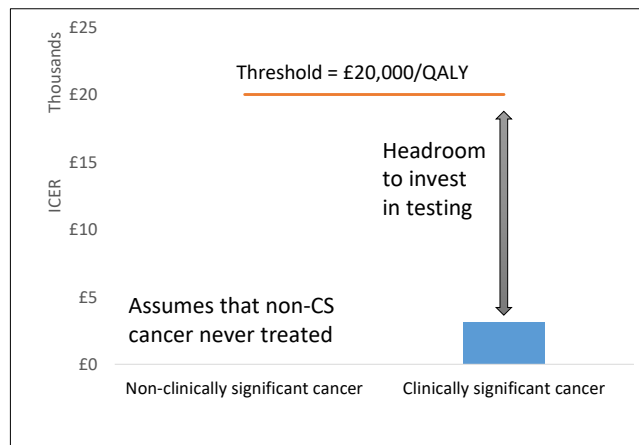 Thousands
ICER
£25
£20
£15
£10
£5
£0
Threshold = £20,000/QALY
Headroom
to invest
in testing
Assumes that non-CS
cancer never treated
Non-clinically significant cancer
Clinically significant cancer